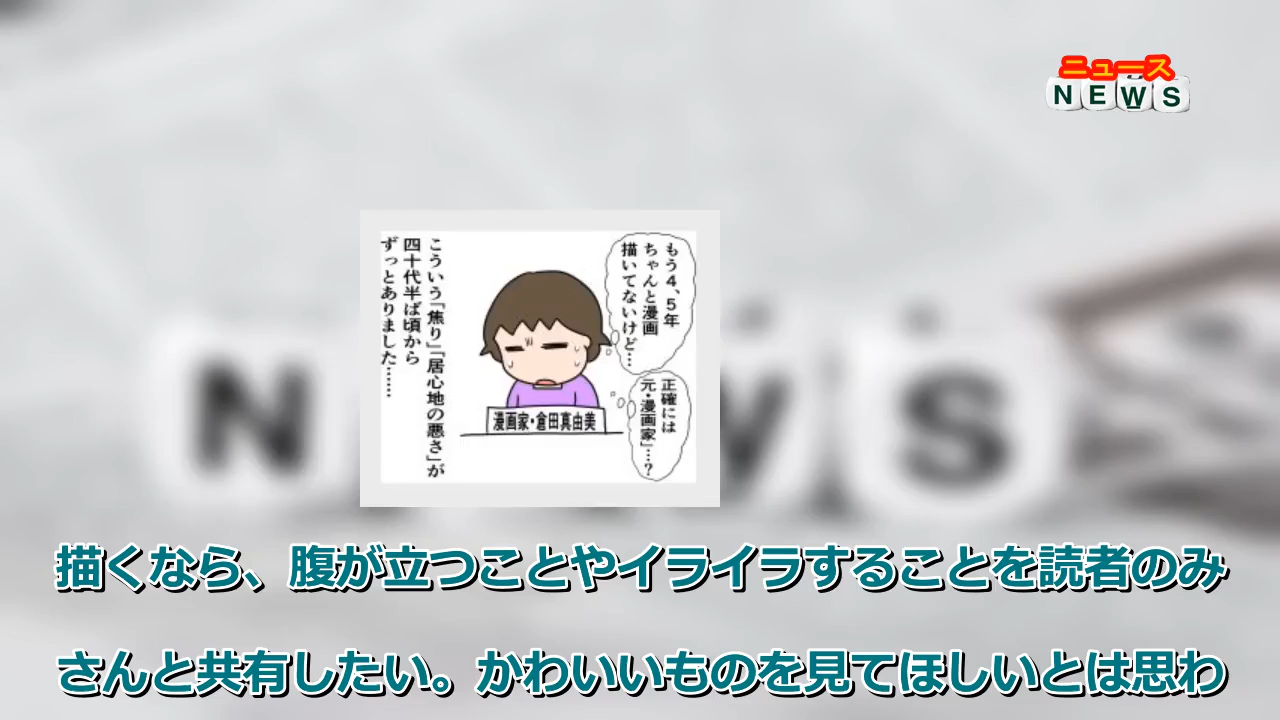 ニュース
NEWS
もう4、5年
ちゃんと漫画
描いてないけど…
正確には
元・漫画家」…?
こういう「焦り」「居心地の悪さ」が
四十代半ば頃から
ずっとありました……
漫画家・倉田真由美
N W S
描くなら、腹が立つことやイライラすることを読者のみ
さんと共有したい。かわいいものを見てほしいとは思わ